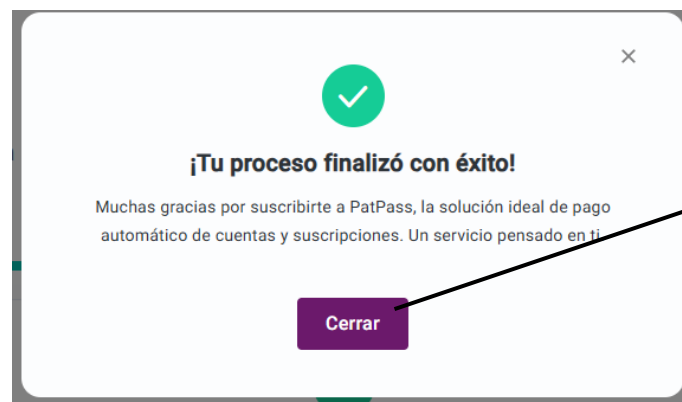 ¡Tu proceso finalizó con éxito!
Muchas gracias por suscribirte a PatPass, la solución ideal de pago
automático de cuentas y suscripciones. Un servicio pensado en ti.
Cerrar